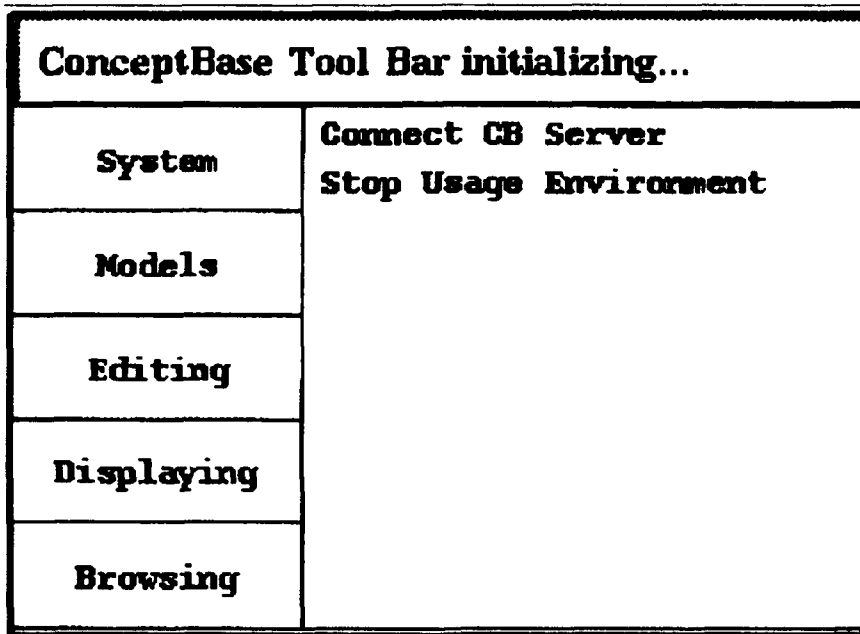 ConceptBase Tool Bar initializing...
System
Connect CB Server
Stop Usage Environment
Models
Editing
Displaying
Browsing